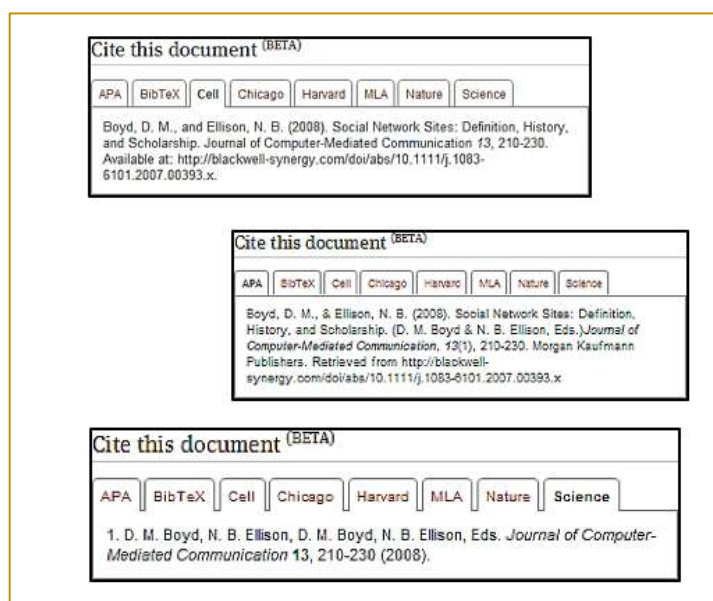 Cite this document (BETA)
APA BibTeX Cell Chicago Harvard MLA Nature Science
Boyd, D. M., and Ellison, N. B. (2008). Social Network Sites: Definition, History,
and Scholarship. Journal of Computer-Mediated Communication 13, 210-230.
Available at: http://blackwell-synergy.com/doi/abs/10.1111/j.1083-
6101.2007.00393.x.
Cite this document (BETA)
APA BibTeX Cell Chicago Harvard MLA Nature Science
Boyd, D. M., & Ellison, N. B. (2008). Social Network Sites: Definition,
History, and Scholarship. (D. M. Boyd & N. B. Ellison, Eds.)Journal of
Computer-Mediated Communication, 13(1), 210-230. Morgan Kaufmann
Publishers. Retrieved from http://blackwell-
synergy.com/doi/abs/10.1111/j.1083-6101.2007.00393.x
Cite this document (BETA)
APA BibTeX Cell Chicago Harvard MLA Nature Science
1. D. M. Boyd, N. B. Ellison, D. M. Boyd, N. B. Ellison, Eds. Journal of Computer-
Mediated Communication 13, 210-230 (2008).